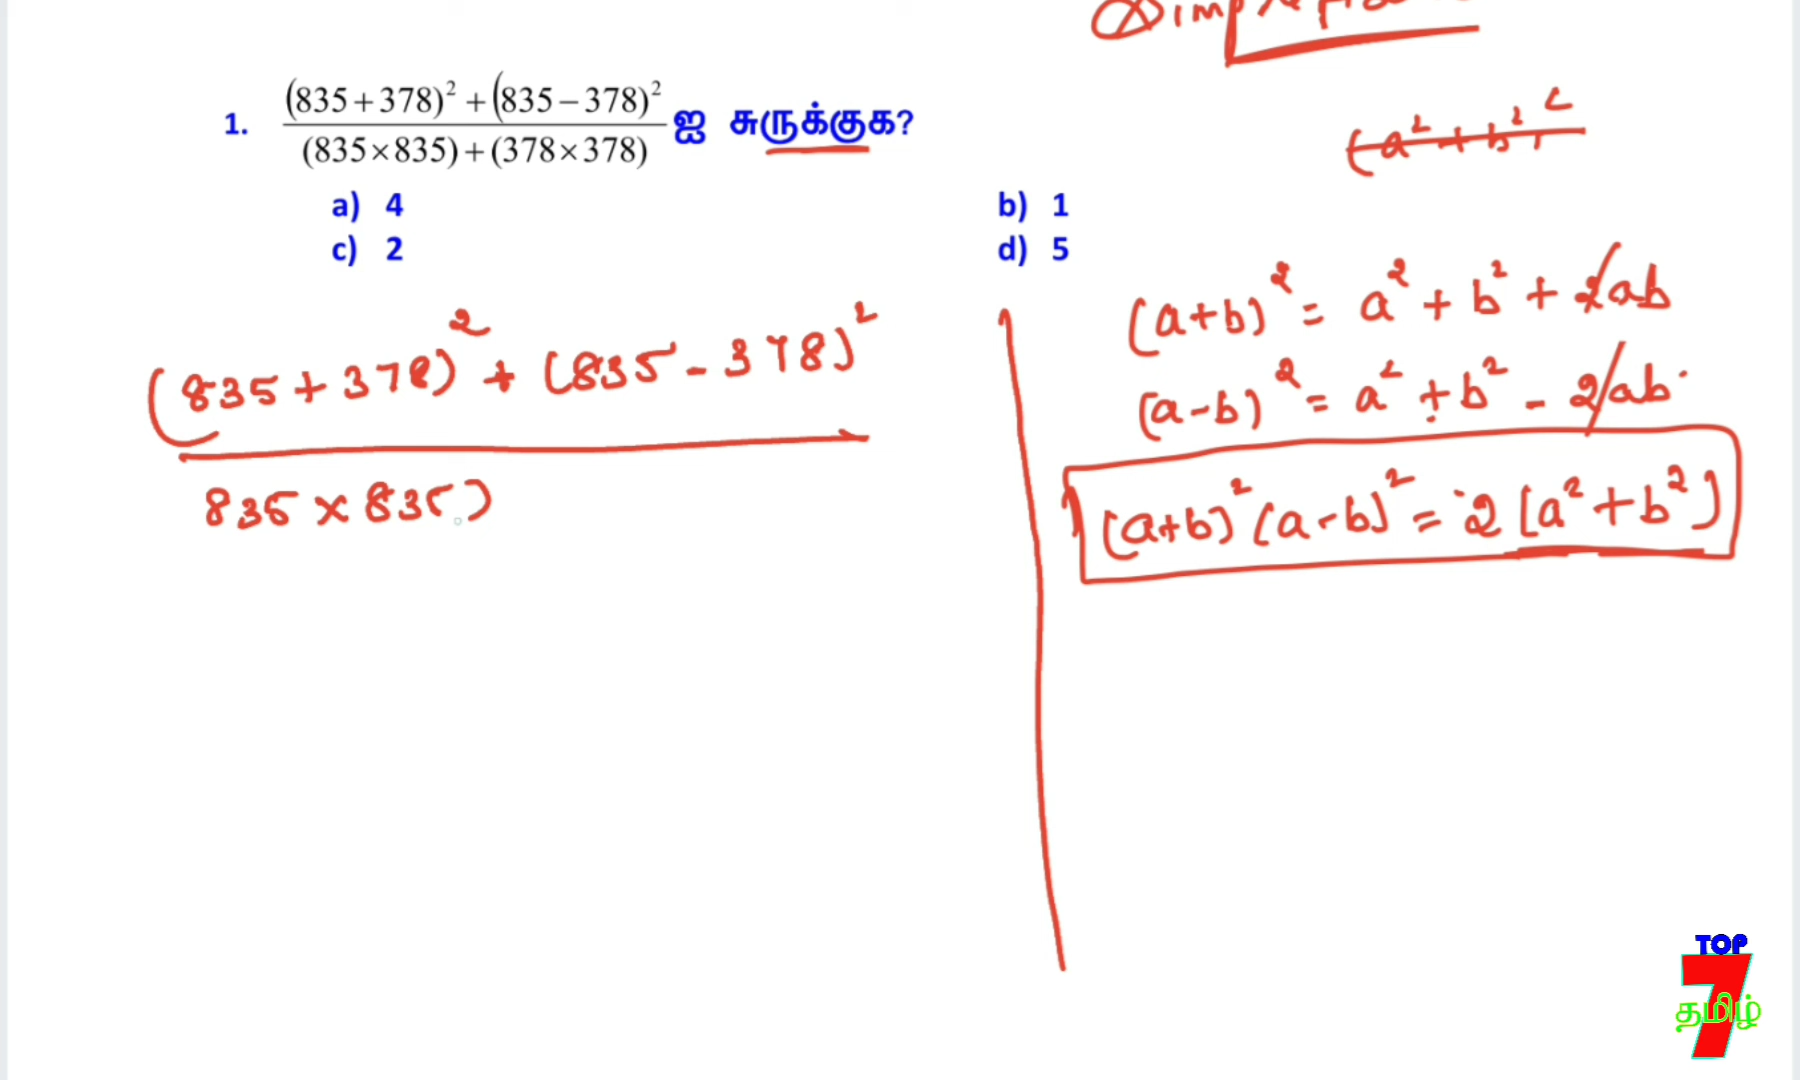 1. (835+378)² + (835−378)² / (835×835)+(378×378) ஐ சுருக்குக?
a) 4
b) 1
c) 2
d) 5
(a² + b²
(835+378)² + (835-378)²
835×835)
(a+b)² = a² + b² + 2ab
(a-b)² = a² + b² - 2ab
(a+b)² (a-b)² = 2[a² + b²]
TOP
7
தமிழ்